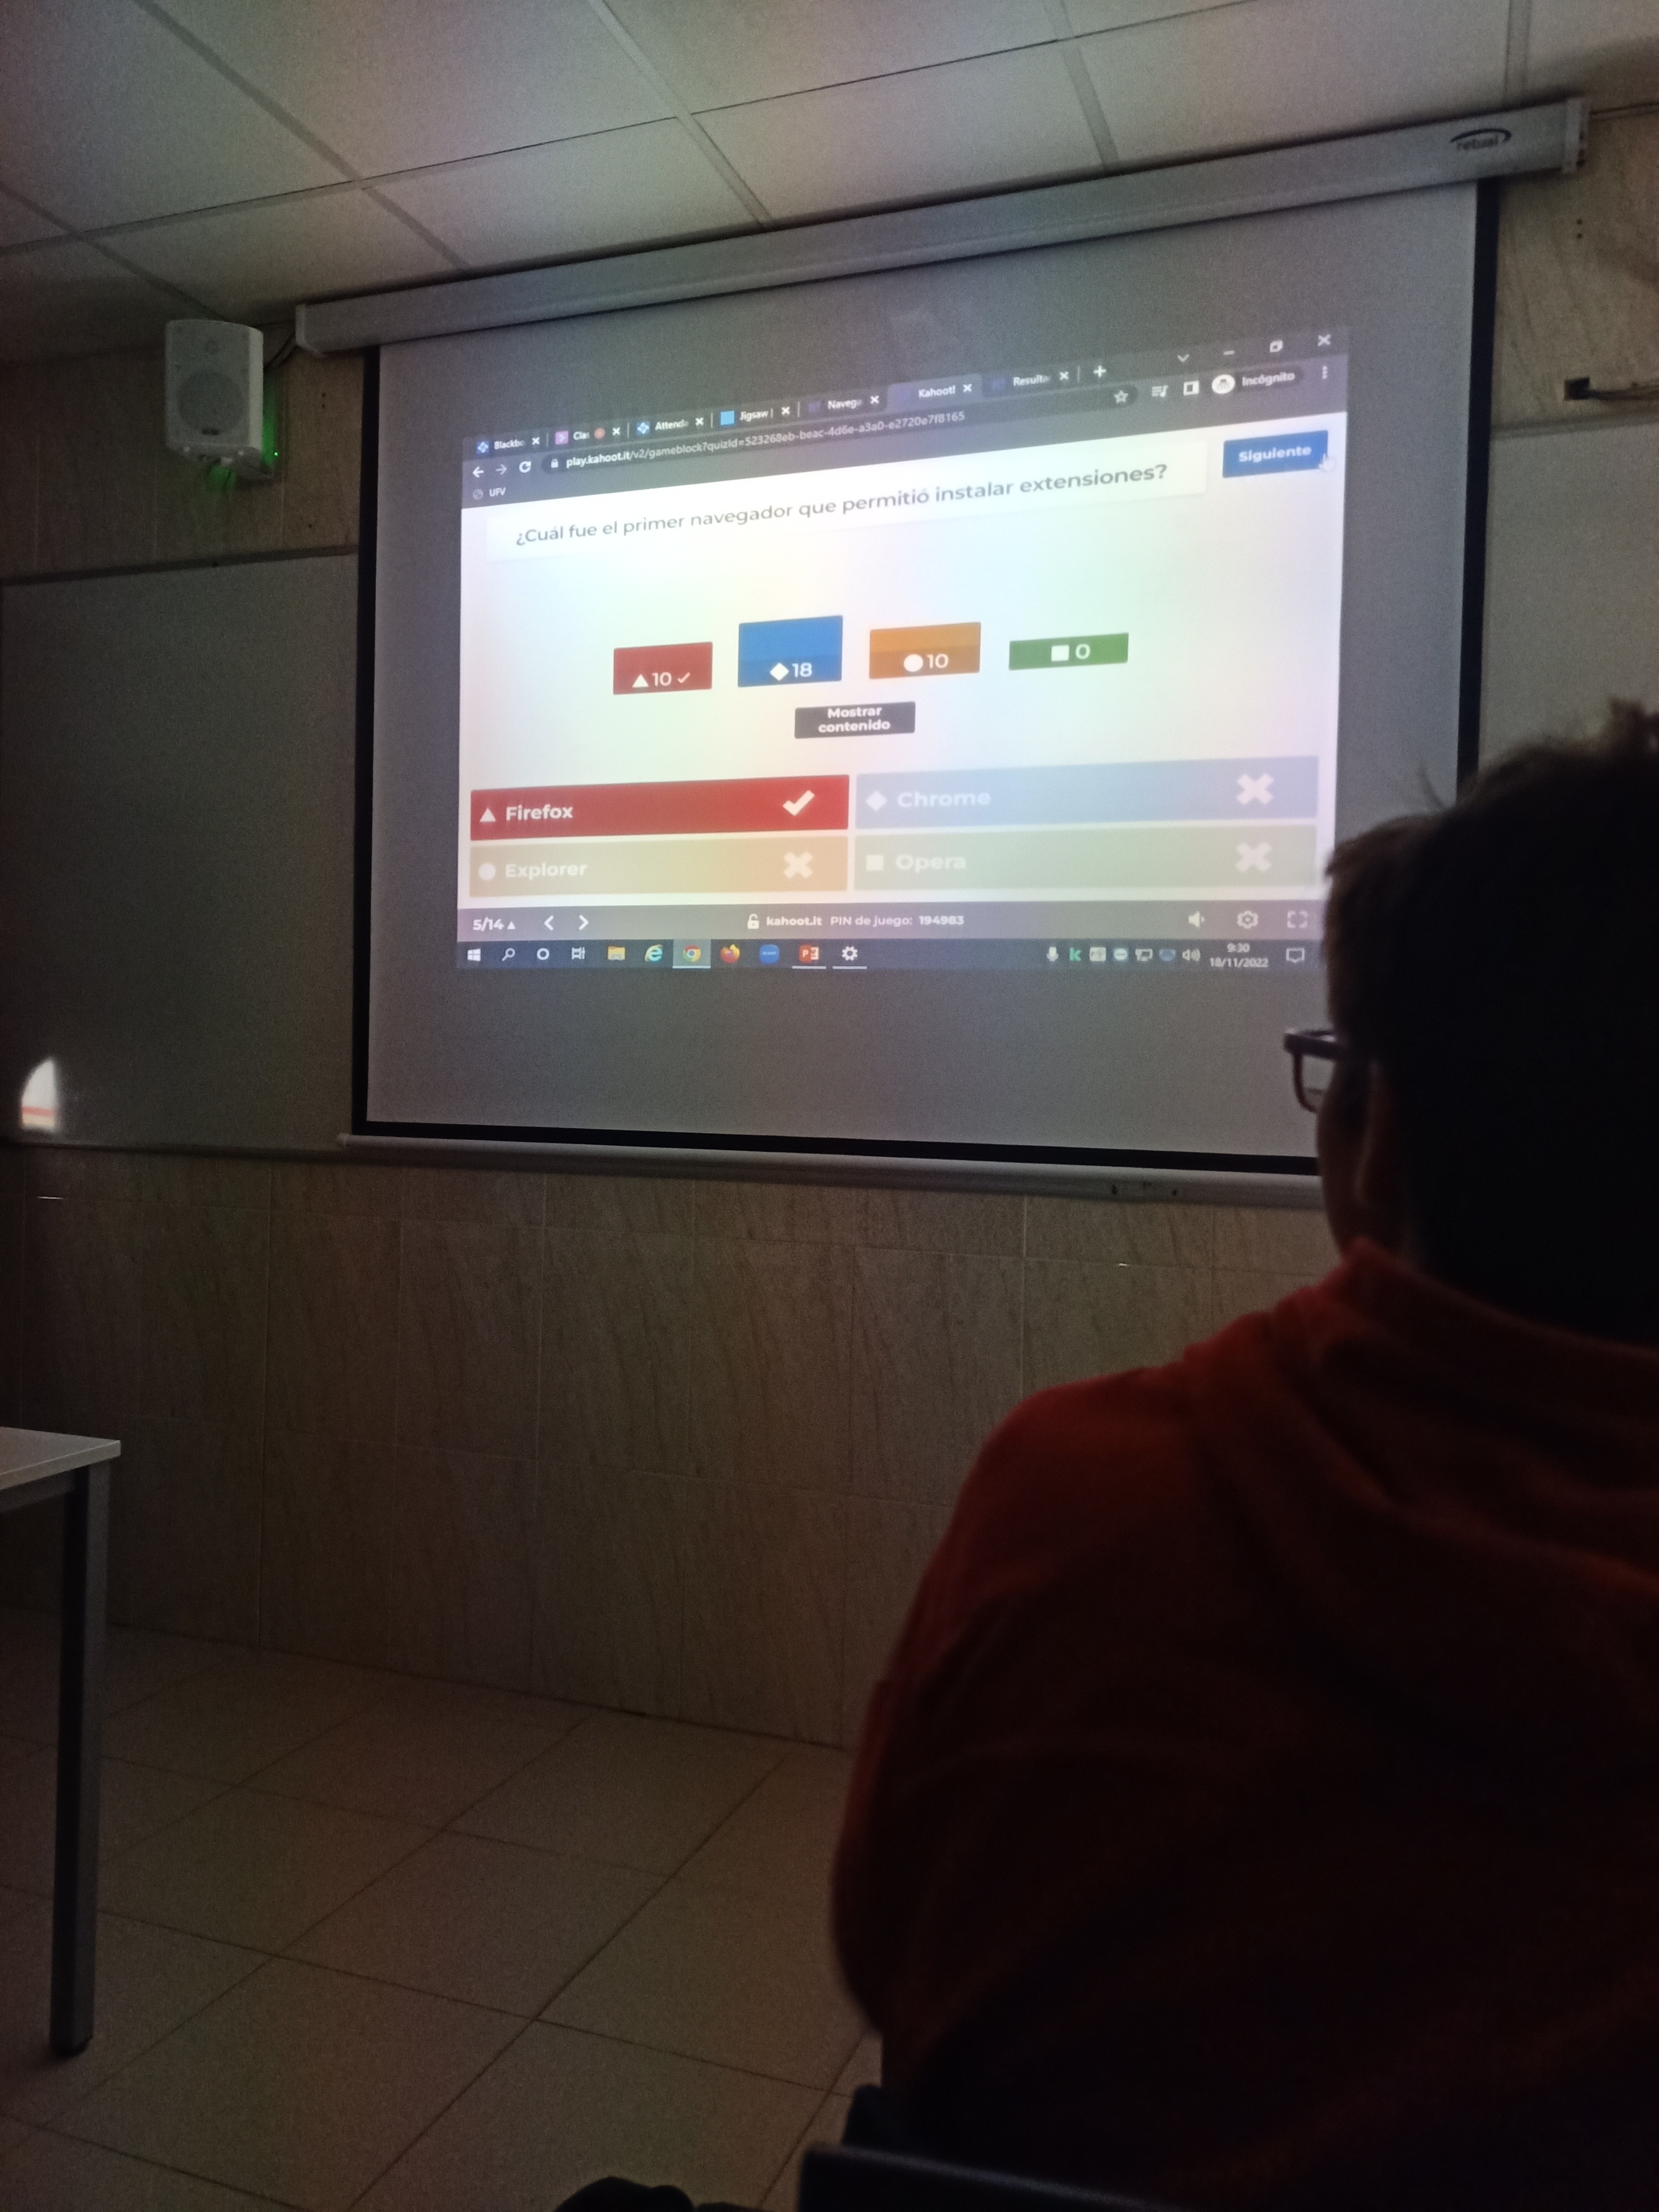 retual
Blackbo
Clas
Attenda
Jigsaw |
Navega
Kahoot!
Resulta
play.kahoot.it/v2/gameblock?quizId=523268eb-beac-4d6e-a3a0-e2720e7f8165
Incógnito
UFV
¿Cuál fue el primer navegador que permitió instalar extensiones?
Siguiente
10
18
10
0
Mostrar
contenido
Firefox
Chrome
Explorer
Opera
5/14
kahoot.it PIN de juego: 194983
9:30
18/11/2022